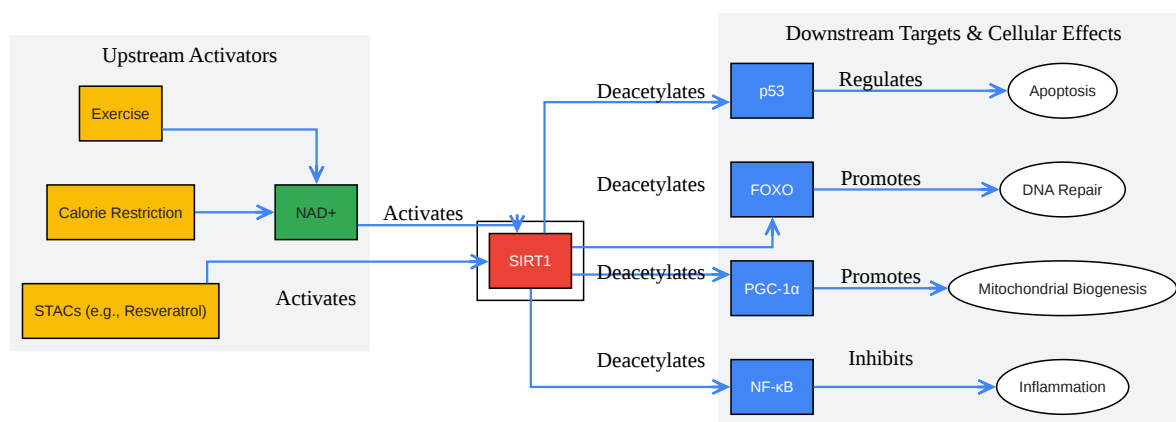 Upstream Activators
Exercise
Calorie Restriction
NAD+
Activates
STACs (e.g., Resveratrol)
Activates
SIRT1
Downstream Targets & Cellular Effects
Deacetylates
p53
Regulates
Apoptosis
Deacetylates
FOXO
Promotes
DNA Repair
Deacetylates
PGC-1α
Promotes
Mitochondrial Biogenesis
Deacetylates
NF-κB
Inhibits
Inflammation